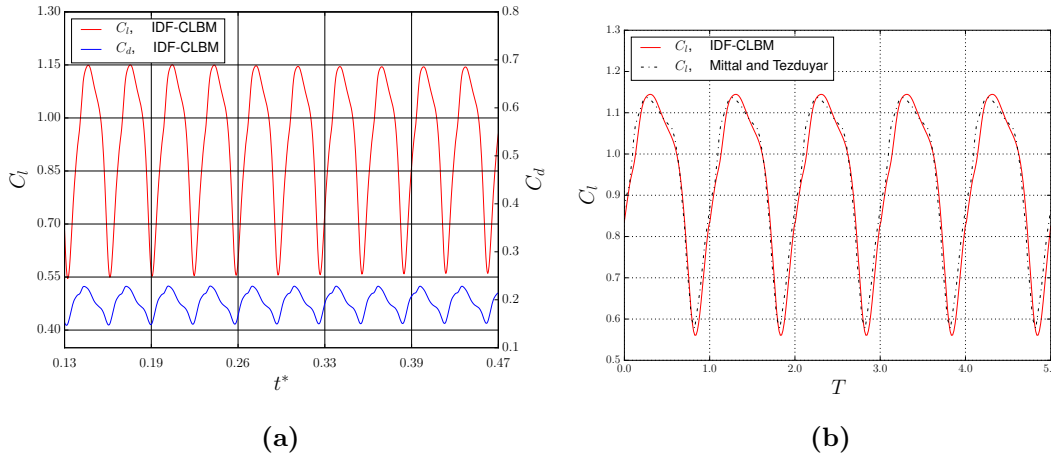 1.30
1.15
1.00
0.85
0.70
0.55
0.40
C_l
C_l, IDF-CLBM
C_d, IDF-CLBM
0.8
0.7
0.6
0.5
0.4
0.3
0.2
0.1
C_d
0.13 0.19 0.26 0.33 0.39 0.47
t*
(a)
1.3
1.2
1.1
1.0
0.9
0.8
0.7
0.6
0.5
C_l
C_l, IDF-CLBM
C_l, Mittal and Tezduyar
0.0 1.0 2.0 3.0 4.0 5.0
T
(b)